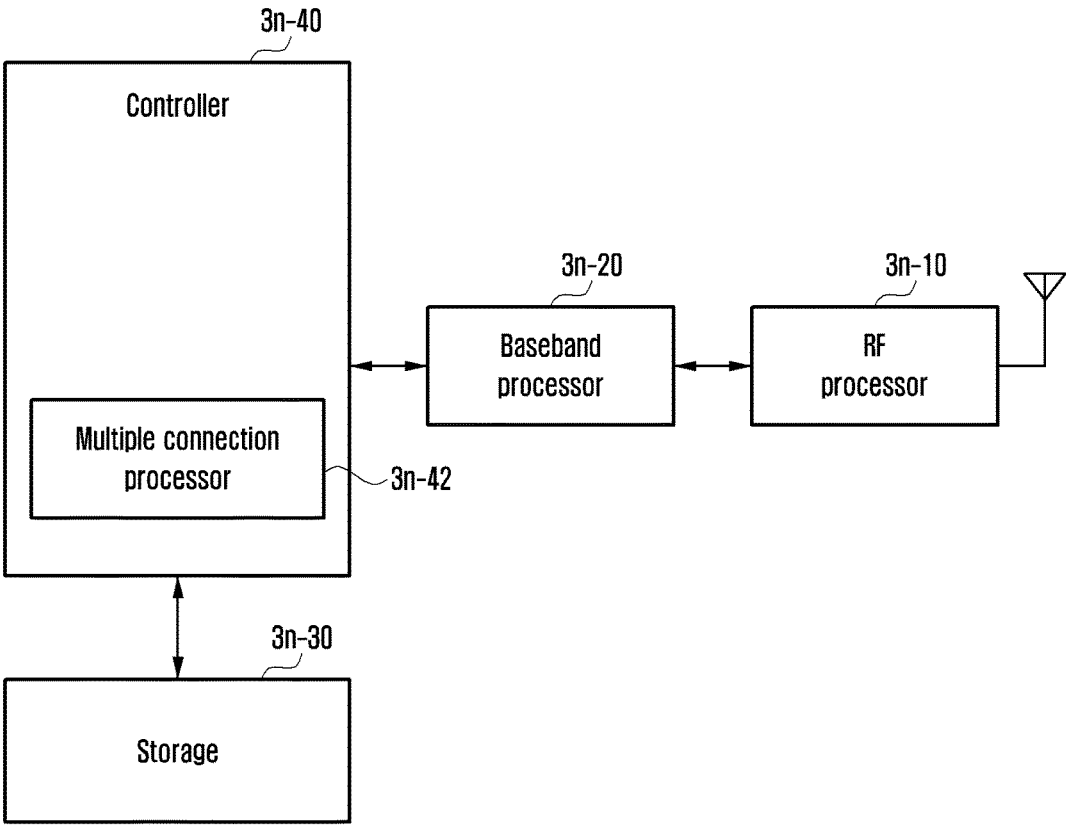 3n-40
Controller
3n-20
3n-10
Baseband
processor
RF
processor
Multiple connection
processor
3n-42
3n-30
Storage